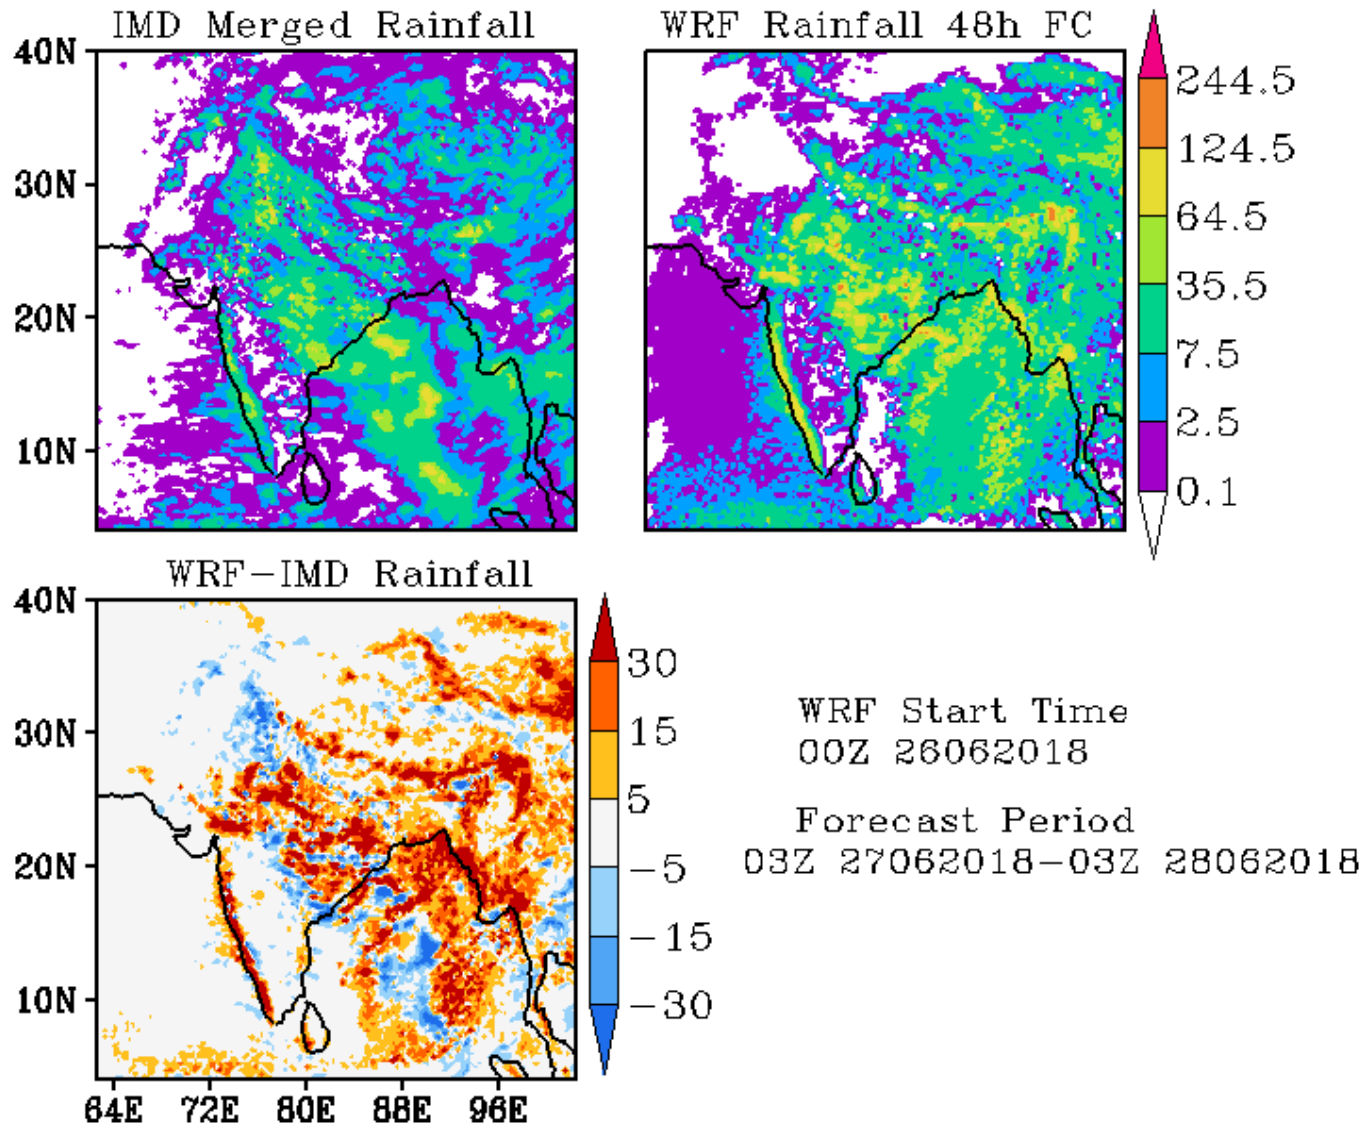 IMD Merged Rainfall
WRF Rainfall 48h FC
40N
30N
20N
10N
244.5
124.5
64.5
35.5
7.5
2.5
0.1
WRF-IMD Rainfall
40N
30N
20N
10N
64E 72E 80E 88E 96E
30
15
5
-5
-15
-30
WRF Start Time
00Z 26062018
Forecast Period
03Z 27062018-03Z 28062018